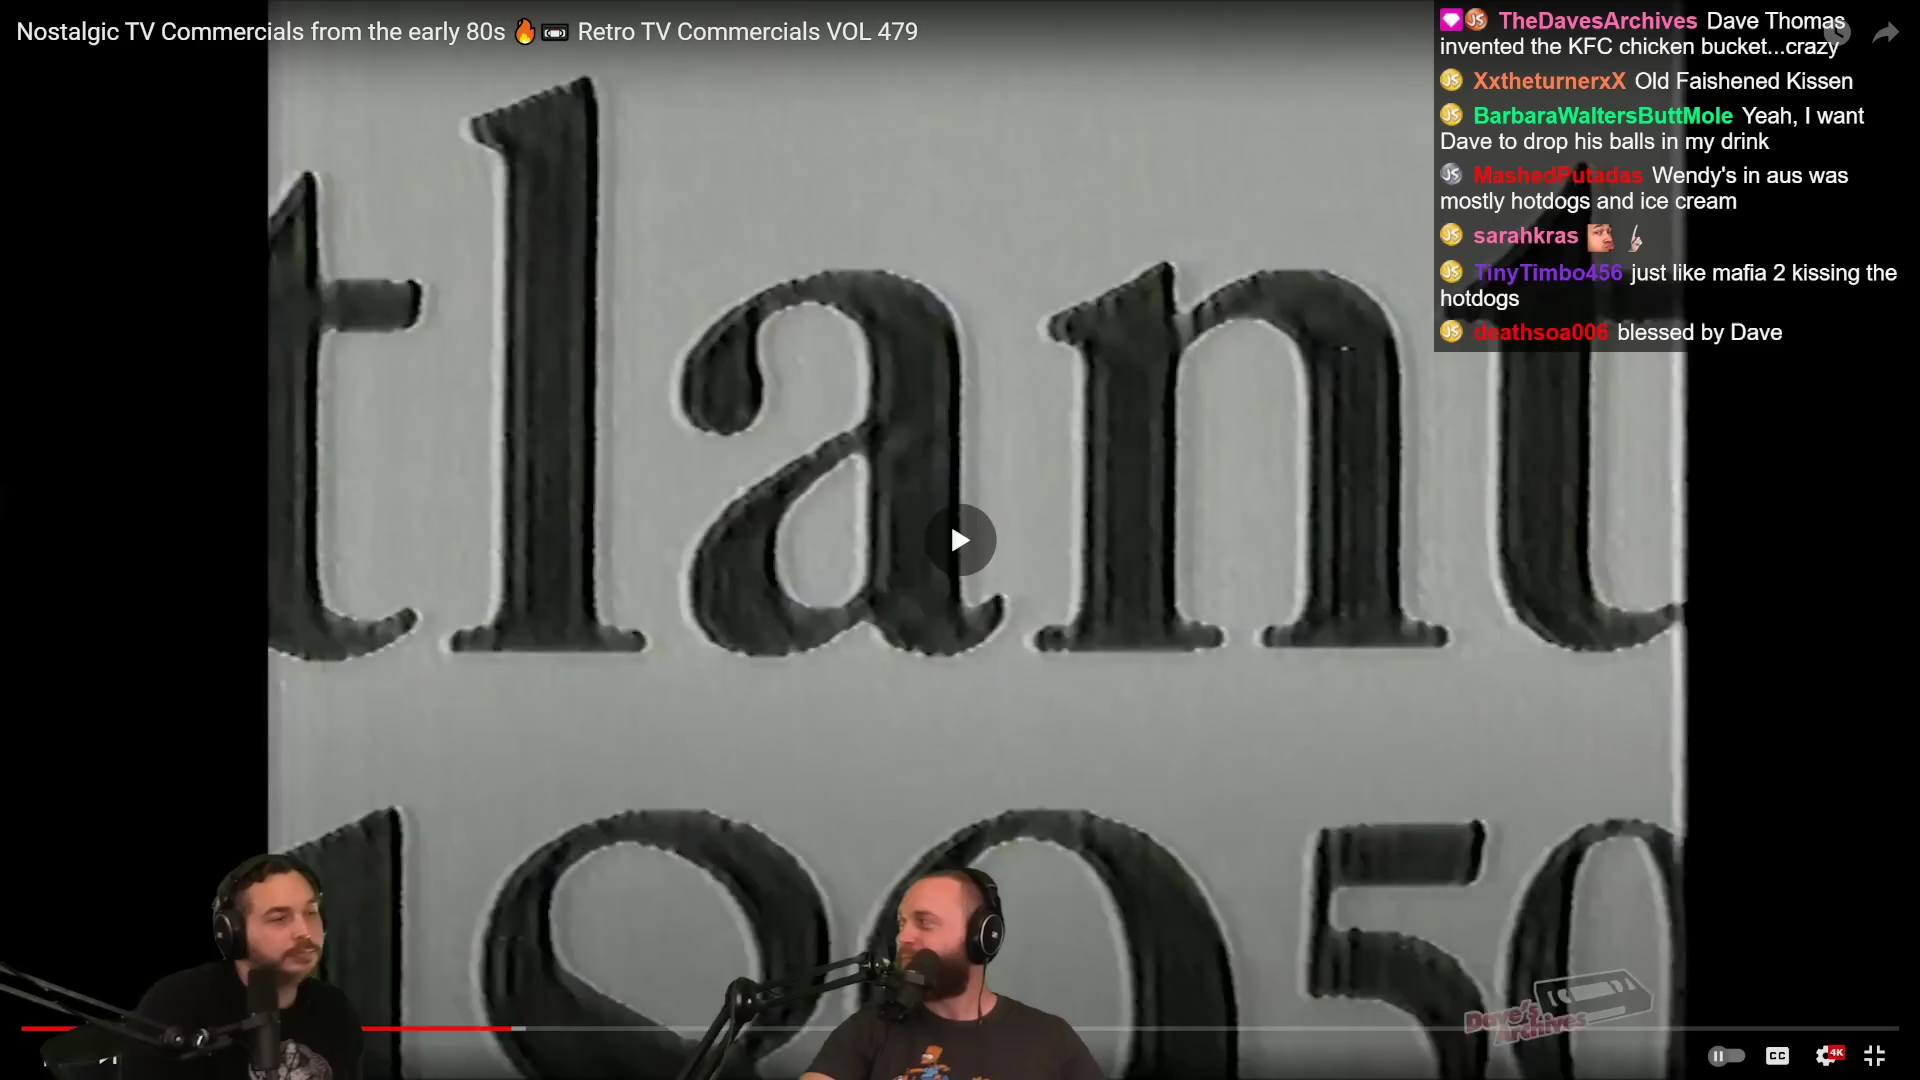 Nostalgic TV Commercials from the early 80s 🔥📼 Retro TV Commercials VOL 479
TheDavesArchives Dave Thomas
invented the KFC chicken bucket...crazy
XxtheturnerxX Old Faishened Kissen
BarbaraWaltersButtMole Yeah, I want
Dave to drop his balls in my drink
MashedPutadas Wendy's in aus was
mostly hotdogs and ice cream
sarahkras
TinyTimbo456 just like mafia 2 kissing the
hotdogs
deathsoa006 blessed by Dave
tlant
1895
Dave's
Archives
CC
4K